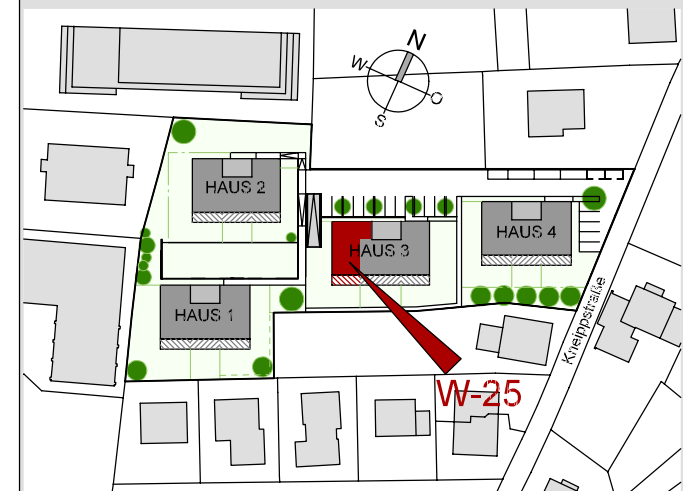 N
W
O
S
HAUS 2
HAUS 3
HAUS 4
HAUS 1
Kneippstraße
W-25